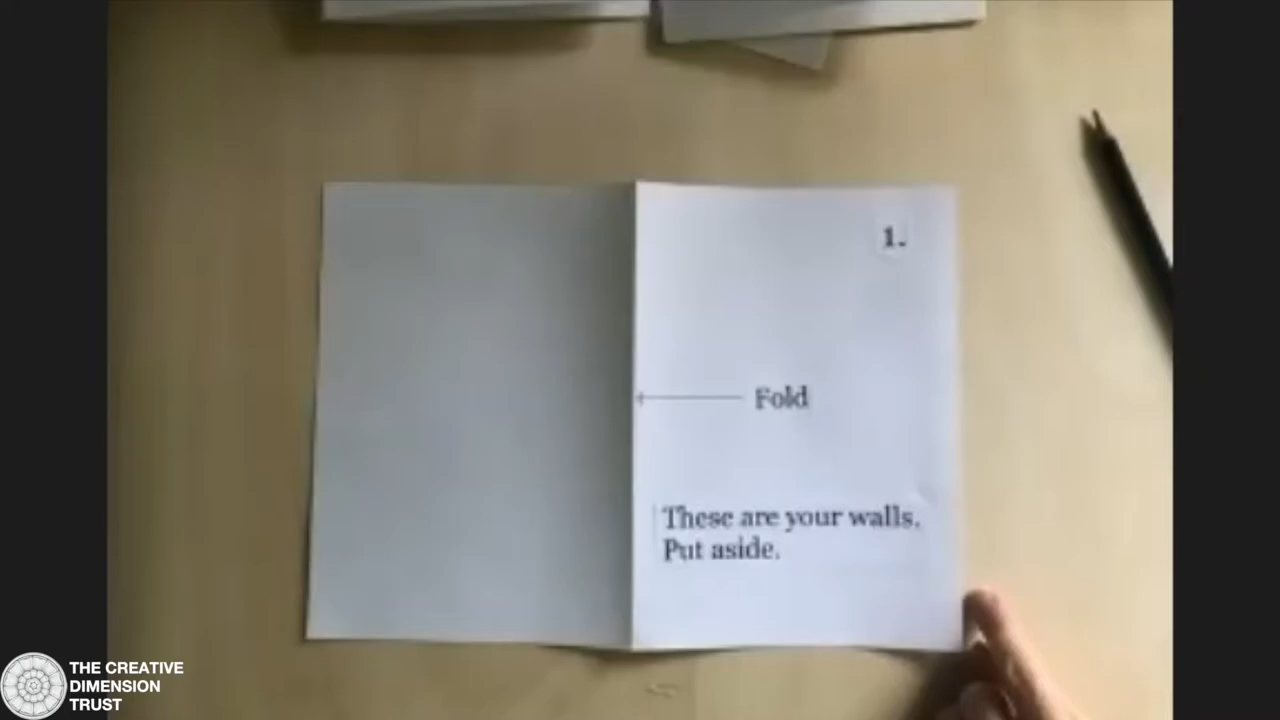 1.
Fold
These are your walls.
Put aside.
THE CREATIVE
DIMENSION
TRUST